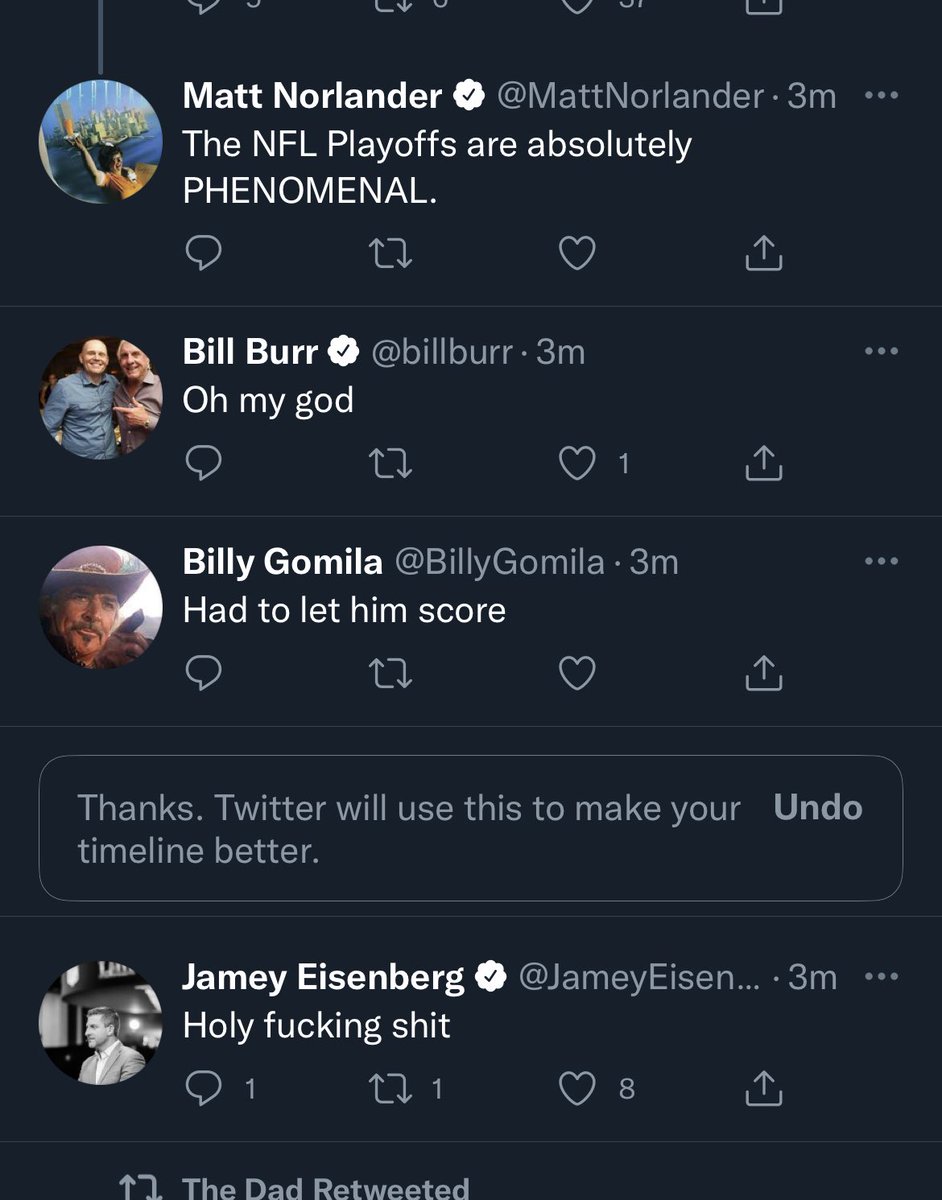 Matt Norlander @MattNorlander · 3m
The NFL Playoffs are absolutely
PHENOMENAL.
Bill Burr @billburr · 3m
Oh my god
1
Billy Gomila @BillyGomila · 3m
Had to let him score
Thanks. Twitter will use this to make your
timeline better.
Undo
Jamey Eisenberg @JameyEisen... · 3m
Holy fucking shit
1 1 8
The Dad Retweeted